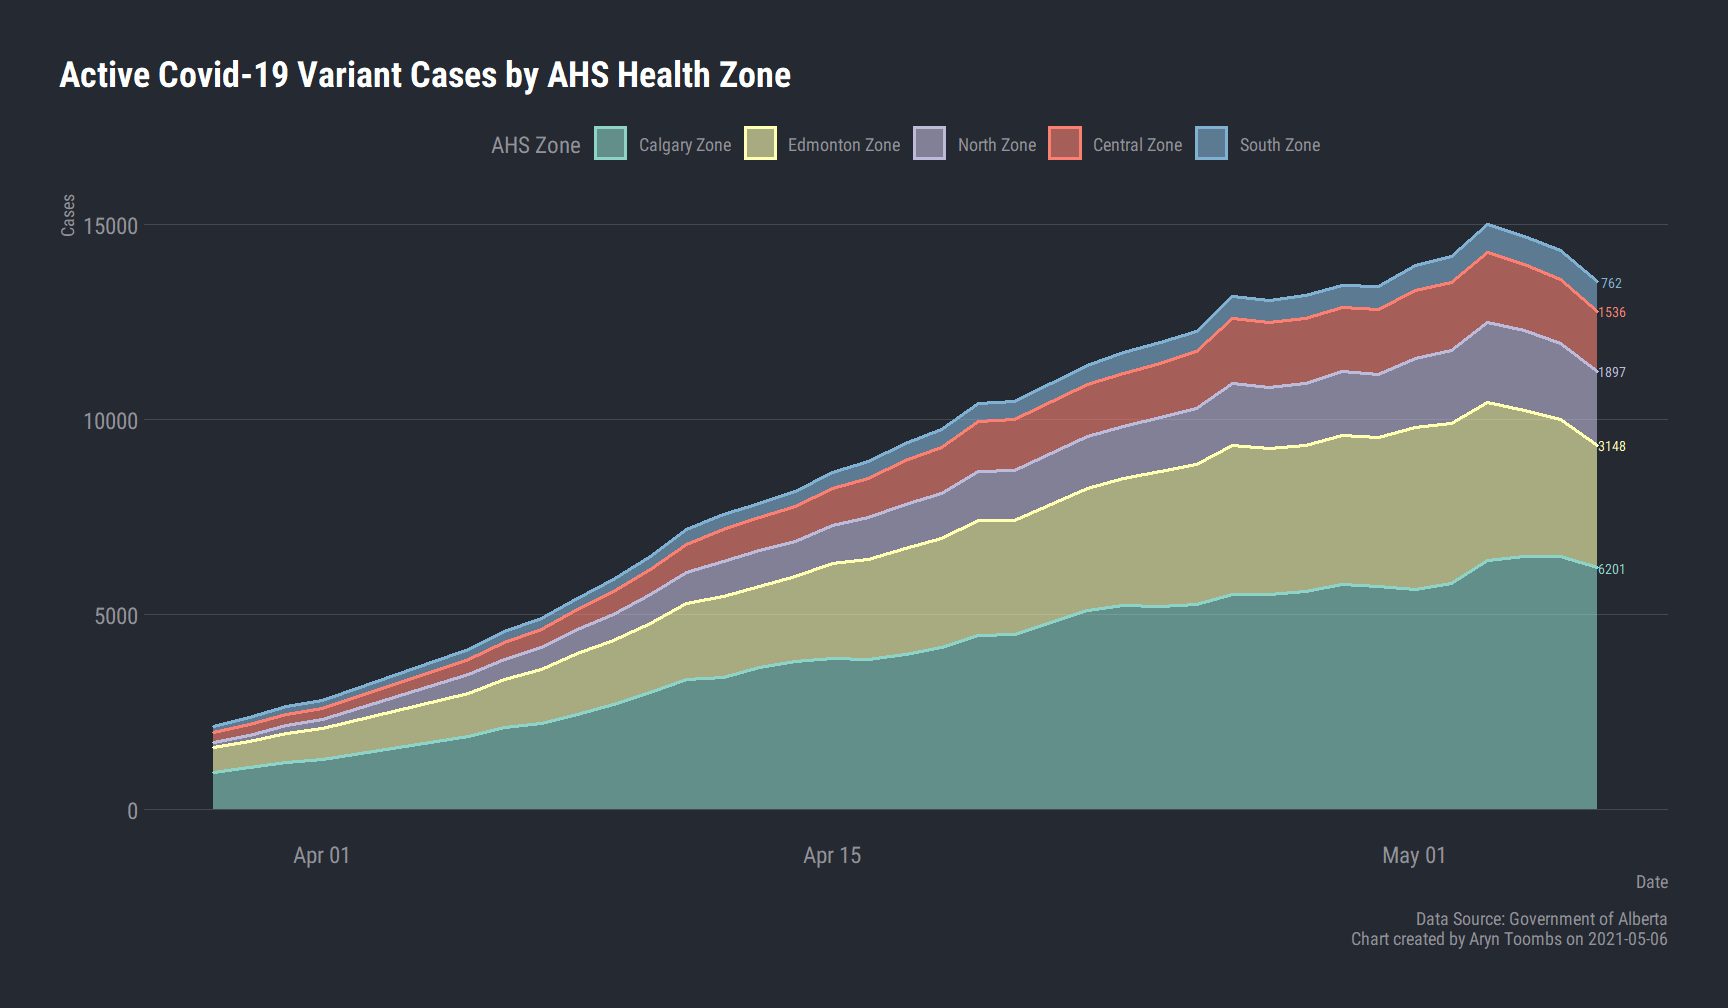 Active Covid-19 Variant Cases by AHS Health Zone
AHS Zone Calgary Zone Edmonton Zone North Zone Central Zone South Zone
Cases
15000
10000
5000
0
762
1536
1897
3148
6201
Apr 01 Apr 15 May 01
Date
Data Source: Government of Alberta
Chart created by Aryn Toombs on 2021-05-06